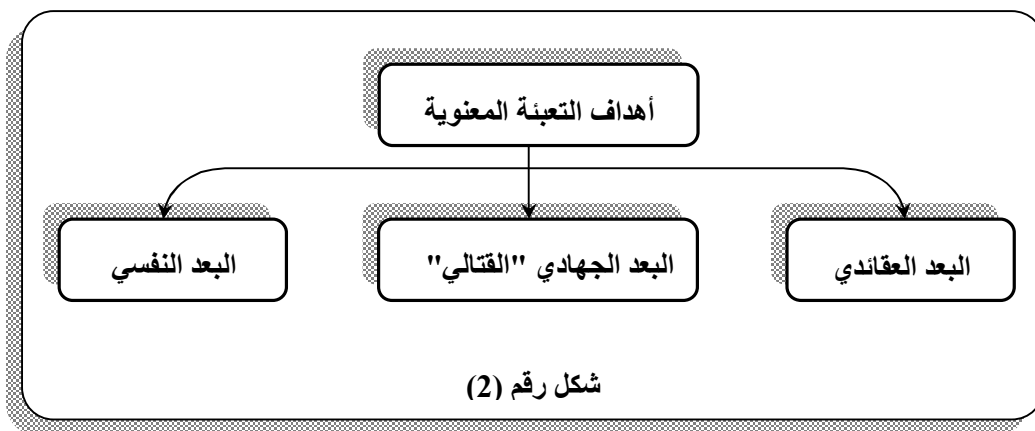 أهداف التعبئة المعنوية
البعد العقائدي
البعد الجهادي "القتالي"
البعد النفسي
شكل رقم (2)